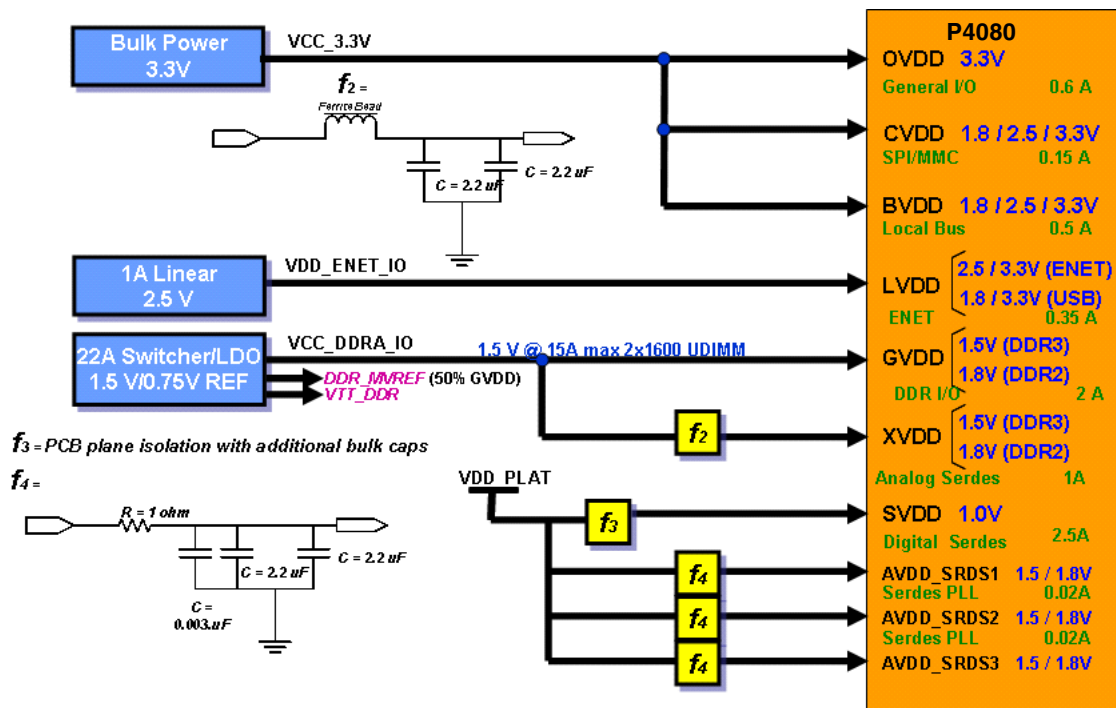 Bulk Power
3.3V
VCC_3.3V
f2 =
Ferrite Bead
C = 2.2 uF
C = 2.2 uF
1A Linear
2.5 V
VDD_ENET_IO
22A Switcher/LDO
1.5 V/0.75V REF
VCC_DDRA_IO
1.5 V @ 15A max 2x1600 UDIMM
DDR_MVREF (50% GVDD)
VTT_DDR
f2
f3 = PCB plane isolation with additional bulk caps
f4 =
R = 1 ohm
C = 2.2 uF
C = 2.2 uF
C =
0.003.uF
VDD_PLAT
f3
f4
f4
f4
P4080
OVDD 3.3V
General I/O 0.6 A
CVDD 1.8 / 2.5 / 3.3V
SPI/MMC 0.15 A
BVDD 1.8 / 2.5 / 3.3V
Local Bus 0.5 A
2.5 / 3.3V (ENET)
LVDD
1.8 / 3.3V (USB)
ENET 0.35 A
1.5V (DDR3)
GVDD
1.8V (DDR2)
DDR I/O 2 A
1.5V (DDR3)
XVDD
1.8V (DDR2)
Analog Serdes 1A
SVDD 1.0V
Digital Serdes 2.5A
AVDD_SRDS1 1.5 / 1.8V
Serdes PLL 0.02A
AVDD_SRDS2 1.5 / 1.8V
Serdes PLL 0.02A
AVDD_SRDS3 1.5 / 1.8V